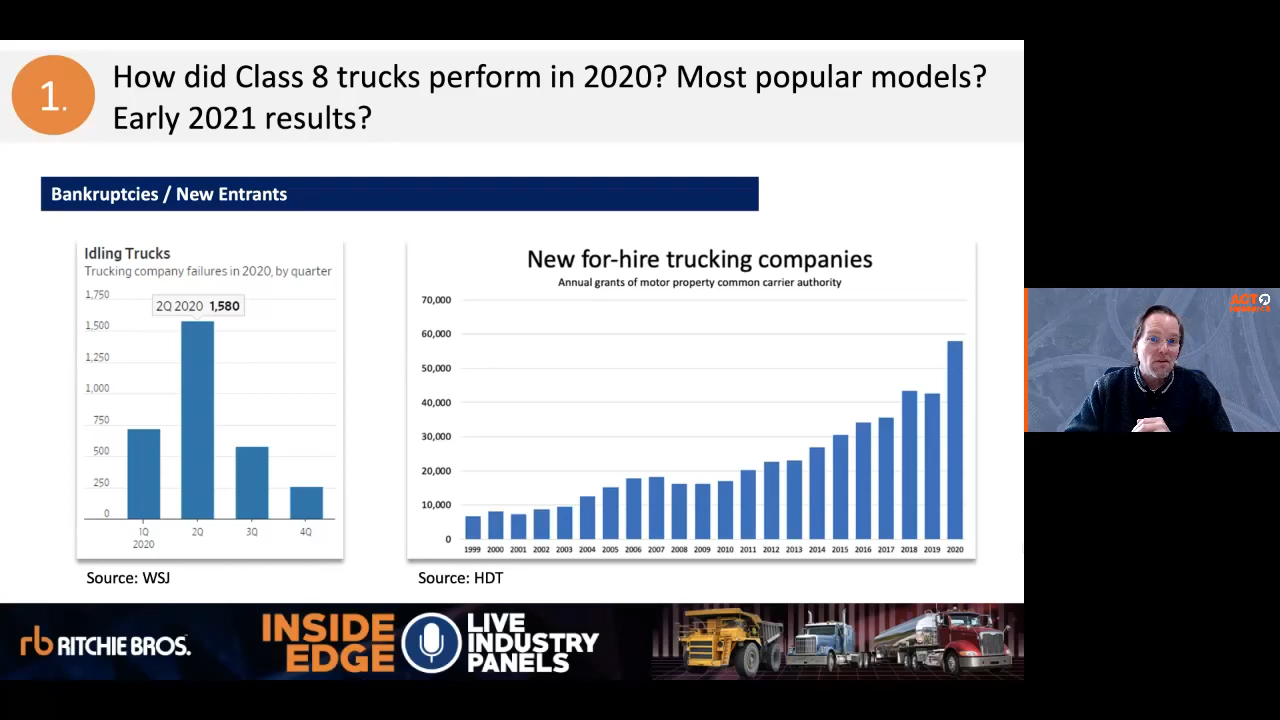 1.
How did Class 8 trucks perform in 2020? Most popular models?
Early 2021 results?
Bankruptcies / New Entrants
Idling Trucks
Trucking company failures in 2020, by quarter
1,750
2Q 2020 1,580
1,500
1,250
1,000
750
500
250
0
1Q 2Q 3Q 4Q
2020
Source: WSJ
New for-hire trucking companies
Annual grants of motor property common carrier authority
70,000
60,000
50,000
40,000
30,000
20,000
10,000
0
1999 2000 2001 2002 2003 2004 2005 2006 2007 2008 2009 2010 2011 2012 2013 2014 2015 2016 2017 2018 2019 2020
Source: HDT
ACT
rb RITCHIE BROS.
INSIDE
EDGE
LIVE
INDUSTRY
PANELS